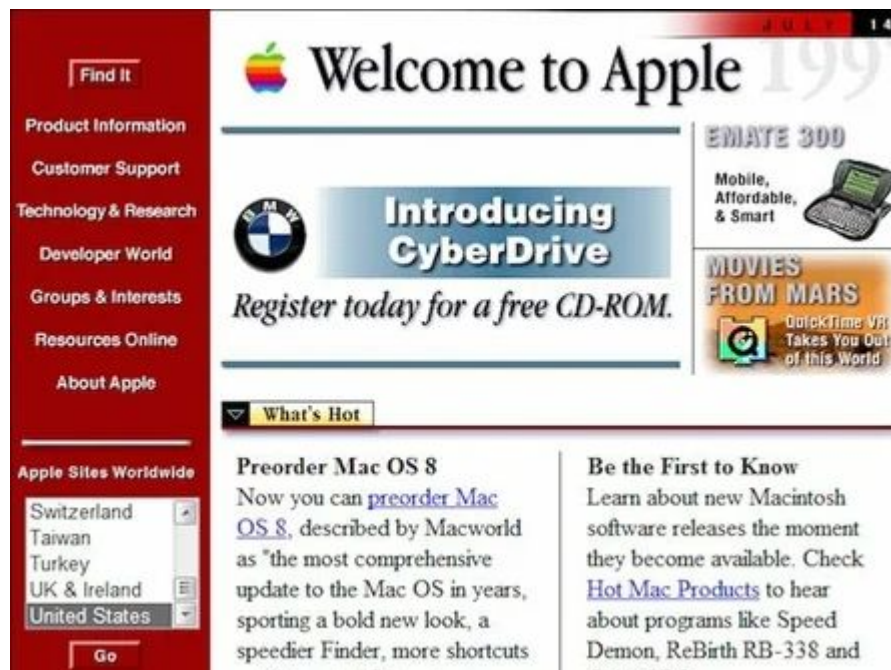 JULY 14
199
Find It
Product Information
Customer Support
Technology & Research
Developer World
Groups & Interests
Resources Online
About Apple
Apple Sites Worldwide
Switzerland
Taiwan
Turkey
UK & Ireland
United States
Go
Welcome to Apple
BMW
Introducing
CyberDrive
Register today for a free CD-ROM.
EMATE 300
Mobile,
Affordable,
& Smart
MOVIES
FROM MARS
QuickTime VR
Takes You Out
of this World
What's Hot
Preorder Mac OS 8
Now you can preorder Mac
OS 8, described by Macworld
as "the most comprehensive
update to the Mac OS in years,
sporting a bold new look, a
speedier Finder, more shortcuts
Be the First to Know
Learn about new Macintosh
software releases the moment
they become available. Check
Hot Mac Products to hear
about programs like Speed
Demon, ReBirth RB-338 and